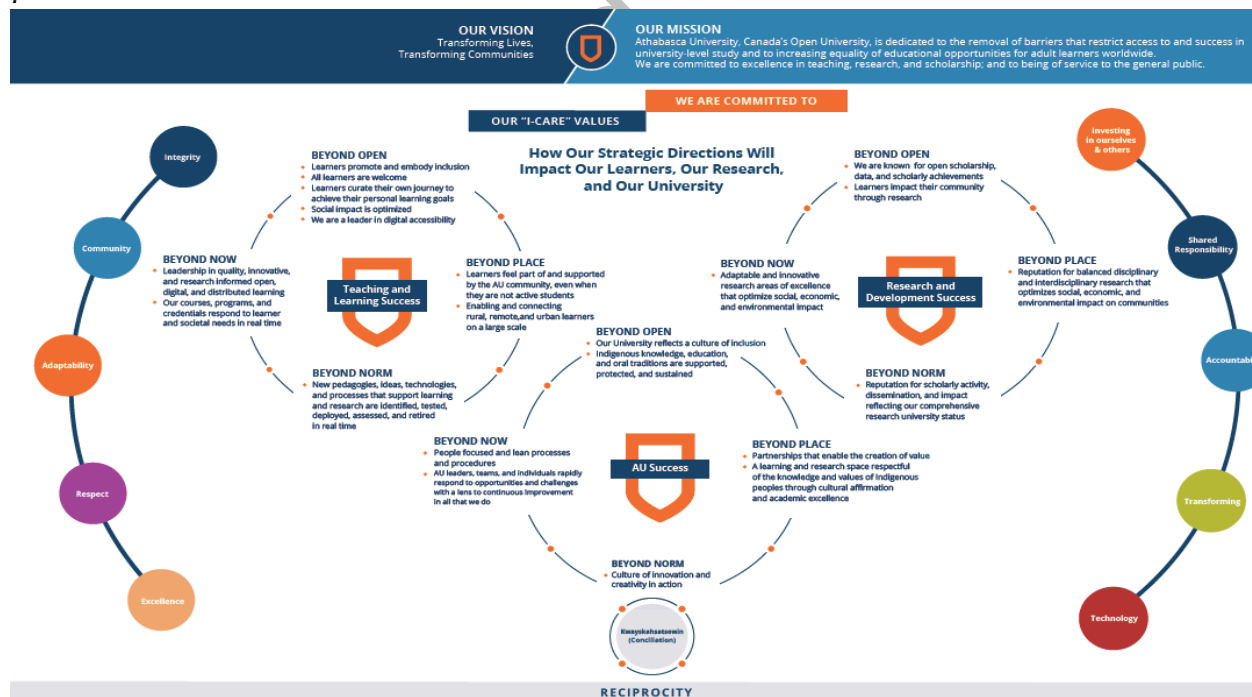 OUR VISION
Transforming Lives,
Transforming Communities
OUR MISSION
Athabasca University, Canada's Open University, is dedicated to the removal of barriers that restrict access to and success in
university-level study and to increasing equality of educational opportunities for adult learners worldwide.
We are committed to excellence in teaching, research, and scholarship; and to being of service to the general public.
OUR "I-CARE" VALUES
WE ARE COMMITTED TO
How Our Strategic Directions Will
Impact Our Learners, Our Research,
and Our University
Integrity
Community
Adaptability
Respect
Excellence
BEYOND OPEN
Learners promote and embody inclusion
All learners are welcome
Learners curate their own journey to
achieve their personal learning goals
Social impact is optimized
We are a leader in digital accessibility
BEYOND NOW
Leadership in quality, innovative,
and research informed open,
digital, and distributed learning
Our courses, programs, and
credentials respond to learner
and societal needs in real time
Teaching and
Learning Success
BEYOND PLACE
Learners feel part of and supported
by the AU community, even when
they are not active students
Enabling and connecting
rural, remote,and urban learners
on a large scale
BEYOND NORM
New pedagogies, ideas, technologies,
and processes that support learning
and research are identified, tested,
deployed, assessed, and retired
in real time
BEYOND OPEN
Our University reflects a culture of inclusion
Indigenous knowledge, education,
and oral traditions are supported,
protected, and sustained
BEYOND NOW
People focused and lean processes
and procedures
AU leaders, teams, and individuals rapidly
respond to opportunities and challenges
with a lens to continuous improvement
in all that we do
AU Success
BEYOND PLACE
Partnerships that enable the creation of value
A learning and research space respectful
of the knowledge and values of Indigenous
peoples through cultural affirmation
and academic excellence
BEYOND NORM
Culture of innovation and
creativity in action
BEYOND OPEN
We are known for open scholarship,
data, and scholarly achievements
Learners impact their community
through research
BEYOND NOW
Adaptable and innovative
research areas of excellence
that optimize social, economic,
and environmental impact
Research and
Development Success
BEYOND PLACE
Reputation for balanced disciplinary
and interdisciplinary research that
optimizes social, economic, and
environmental impact on communities
BEYOND NORM
Reputation for scholarly activity,
dissemination, and impact
reflecting our comprehensive
research university status
Investing
in ourselves
& others
Shared
Responsibility
Accountabi
Transforming
Technology
Kwayskahsatsowin
(Conciliation)
RECIPROCITY